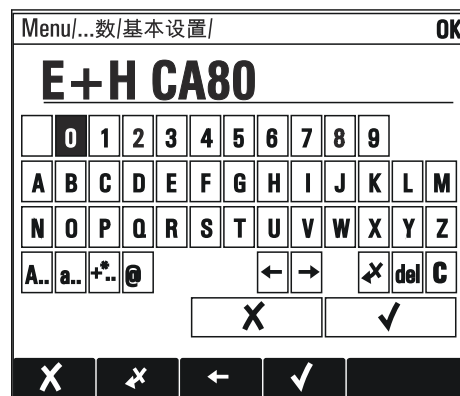 Menu/...数/基本设置/ OK
E+H CA80
0 1 2 3 4 5 6 7 8 9
A B C D E F G H I J K L M
N O P Q R S T U V W X Y Z
A.. a.. +*.. @ ← → del C